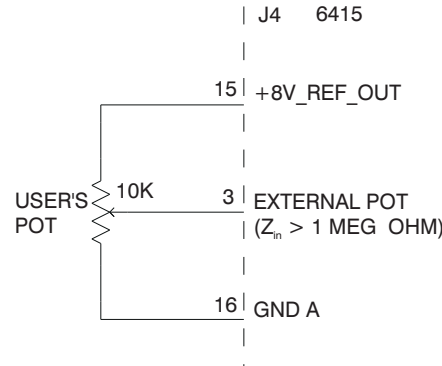 J4 6415
15 +8V_REF_OUT
10K
USER'S
POT
3 EXTERNAL POT
(Zin > 1 MEG OHM)
16 GND A